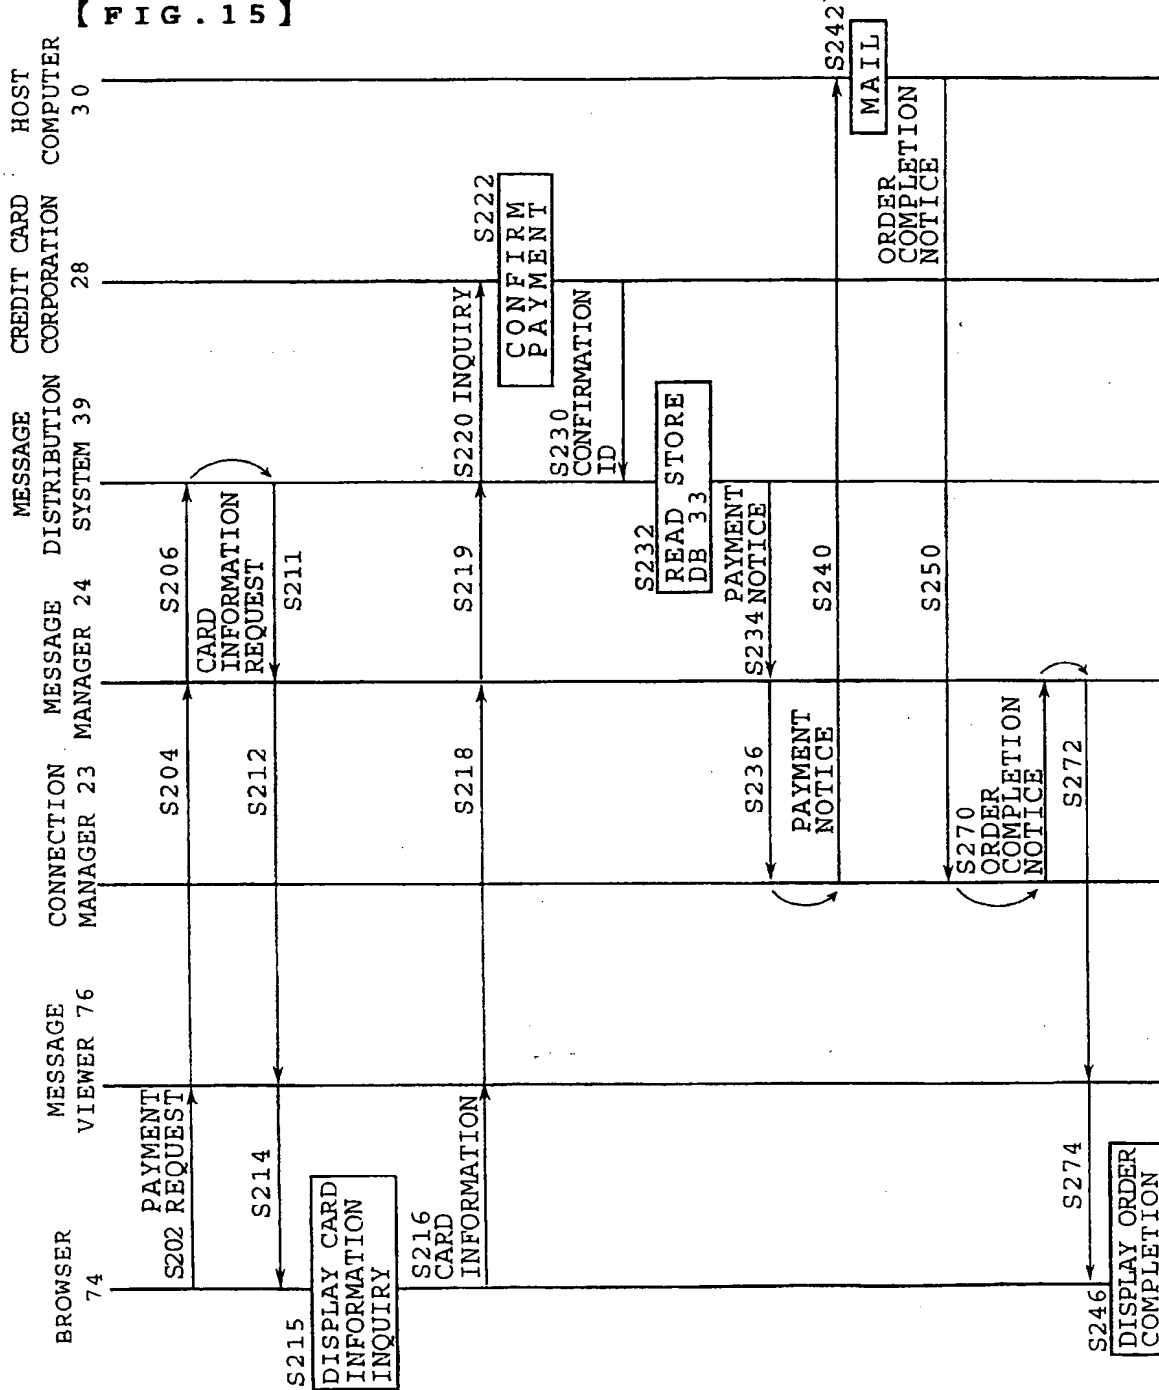 [FIG.15]
BROWSER
74
MESSAGE
VIEWER 76
CONNECTION
MANAGER 23
MESSAGE
MANAGER 24
MESSAGE
DISTRIBUTION
SYSTEM 39
CREDIT CARD
CORPORATION
28
HOST
COMPUTER
30
PAYMENT
S202 REQUEST
S204
S206
CARD
INFORMATION
REQUEST
S211
S212
S214
S215
DISPLAY CARD
INFORMATION
INQUIRY
S216
CARD
INFORMATION
S218
S219
S220 INQUIRY
S222
CONFIRM
PAYMENT
S230
CONFIRMATION
ID
S232
READ STORE
DB 33
PAYMENT
S234 NOTICE
S236
PAYMENT
NOTICE
S240
S242
MAIL
ORDER
COMPLETION
NOTICE
S250
S270
ORDER
COMPLETION
NOTICE
S272
S274
S246
DISPLAY ORDER
COMPLETION